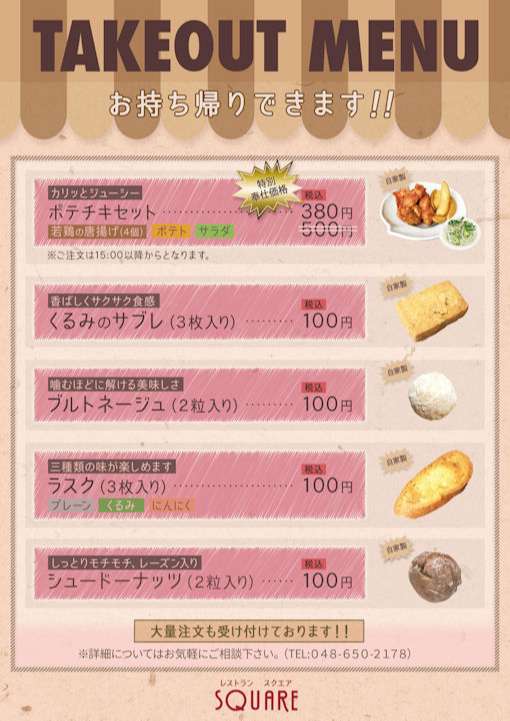 TAKEOUT MENU
お持ち帰りできます!!
カリッとジューシー
特別
奉仕価格
税込
自家製
ポテチキセット 380円
若鶏の唐揚げ(4個) ポテト サラダ 500円
※ご注文は15:00以降からとなります。
香ばしくサクサク食感
税込
自家製
くるみのサブレ(3枚入り) 100円
噛むほどに解ける美味しさ
税込
自家製
ブルトネージュ(2粒入り) 100円
三種類の味が楽しめます
税込
自家製
ラスク(3枚入り) 100円
プレーン くるみ にんにく
しっとりモチモチ、レーズン入り
税込
自家製
シュードーナッツ(2粒入り) 100円
大量注文も受け付けております!!
※詳細についてはお気軽にご相談下さい。(TEL:048-650-2178)
レストラン スクエア
SQUARE